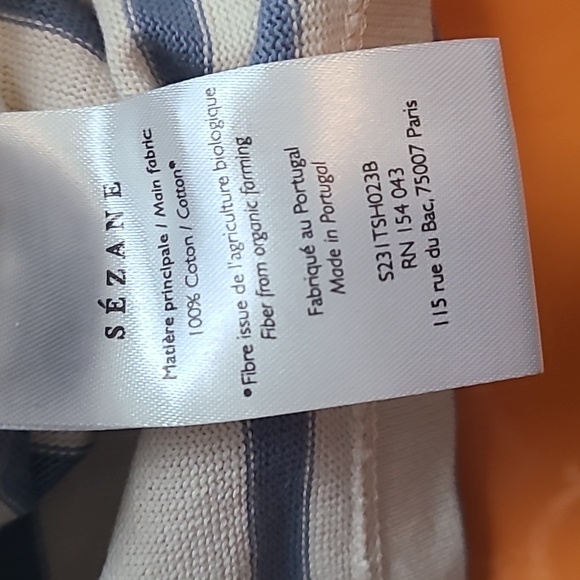 SÉZANE
Matière principale / Main fabric:
100% Coton / Cotton•
•Fibre issue de l'agriculture biologique
Fiber from organic forming
Fabriqué au Portugal
Made in Portugal
S231TSH023B
RN 154 043
115 rue du Bac, 75007 Paris